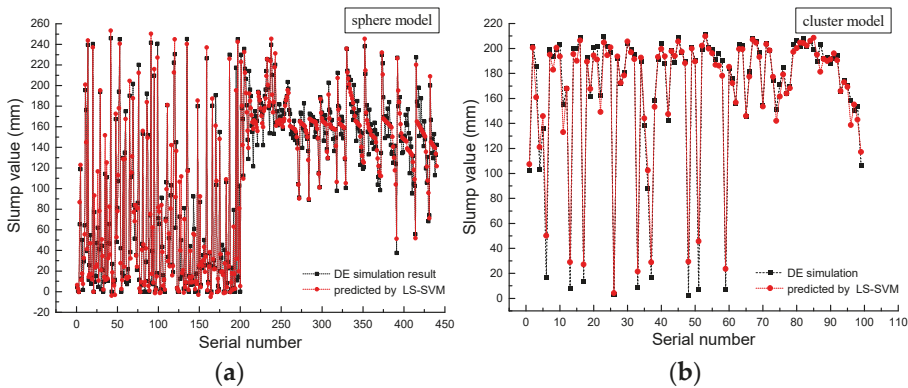 sphere model
Slump value (mm)
260
240
220
200
180
160
140
120
100
80
60
40
20
0
-20
DE simulation result
predicted by LS-SVM
0 50 100 150 200 250 300 350 400 450
Serial number
(a)
cluster model
Slump value (mm)
220
200
180
160
140
120
100
80
60
40
20
0
DE simulation
predicted by LS-SVM
0 10 20 30 40 50 60 70 80 90 100
Serial number
(b)